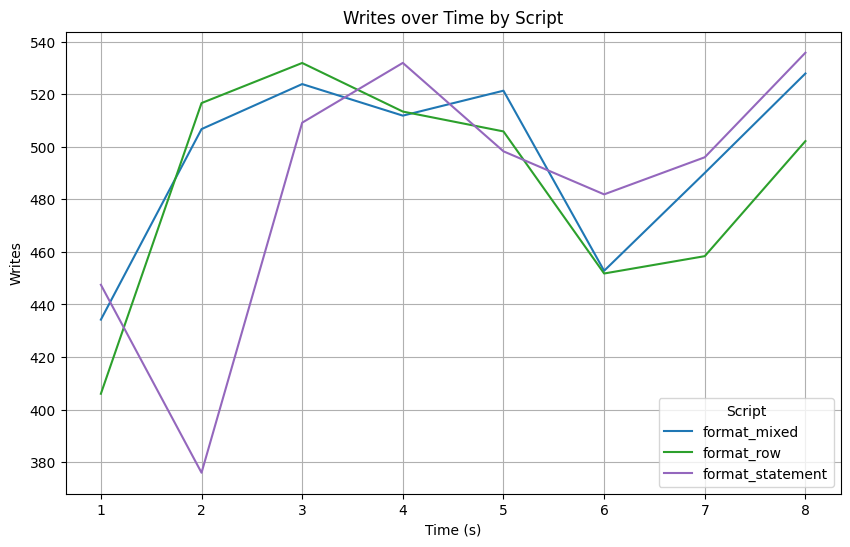 Writes over Time by Script
540
520
500
480
460
440
420
400
380
Writes
1 2 3 4 5 6 7 8
Time (s)
Script
format_mixed
format_row
format_statement